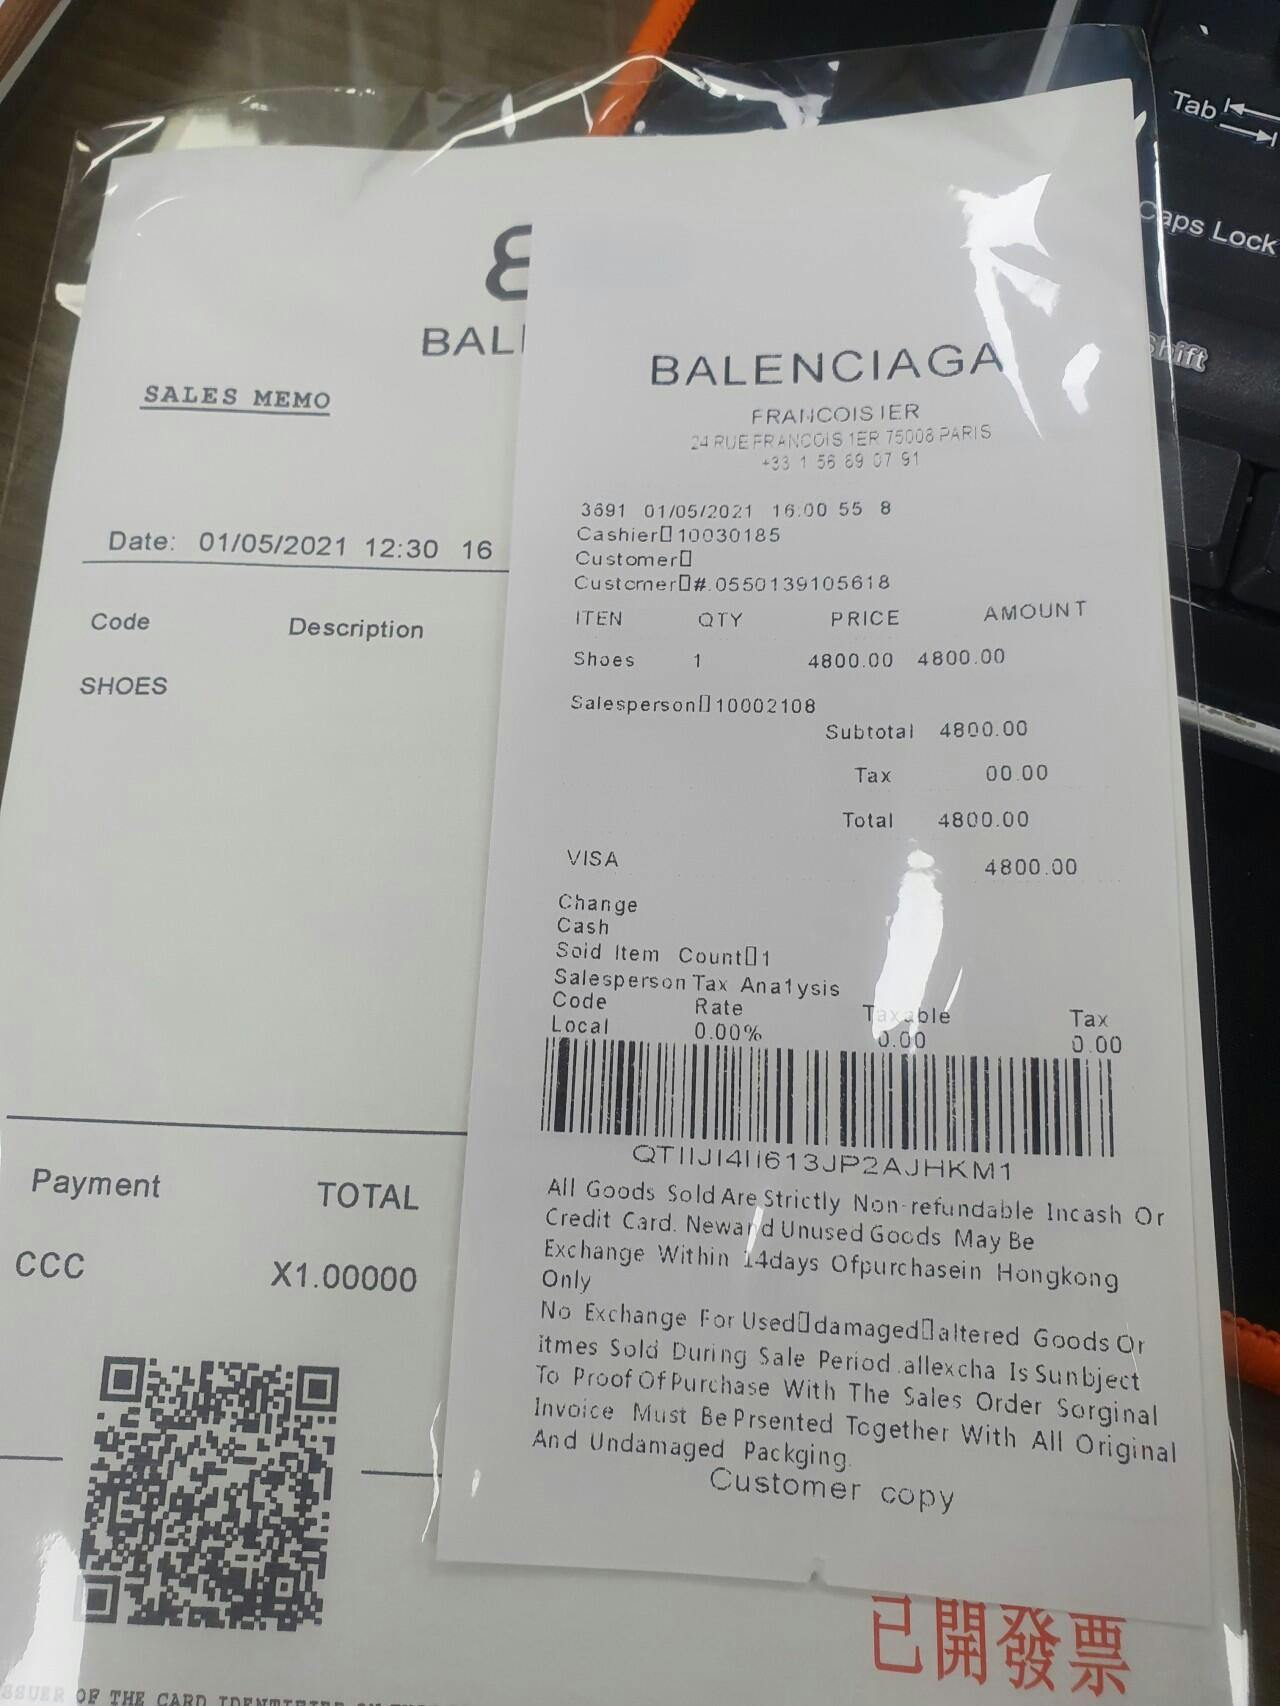 BAL
SALES MEMO
Date: 01/05/2021 12:30 16
Code Description
SHOES
Payment TOTAL
CCC X1.00000
OF THE CARD
BALENCIAGA
FRANCOIS IER
24 RUE FRANCOIS 1ER 75008 PARIS
+33 1 56 89 07 91
3691 01/05/2021 16:00 55 8
Cashier▯10030185
Customer▯
Customer▯#.0550139105618
ITEN QTY PRICE AMOUNT
Shoes 1 4800.00 4800.00
Salesperson▯10002108
Subtotal 4800.00
Tax 00.00
Total 4800.00
VISA 4800.00
Change
Cash
Soid Item Count▯1
Salesperson Tax Ana1ysis
Code Rate Taxable Tax
Local 0.00% 0.00 0.00
QTIIJI4II613JP2AJHKM1
All Goods Sold Are Strictly Non-refundable Incash Or
Credit Card. Newand Unused Goods May Be
Exchange Within 14days Ofpurchasein Hongkong
Only
No Exchange For Used▯damaged▯altered Goods Or
itmes Sold During Sale Period.allexcha Is Sunbject
To Proof Of Purchase With The Sales Order Sorginal
Invoice Must Be Prsented Together With All Original
And Undamaged Packging.
Customer copy
已開發票
Tab
Caps Lock
Shift